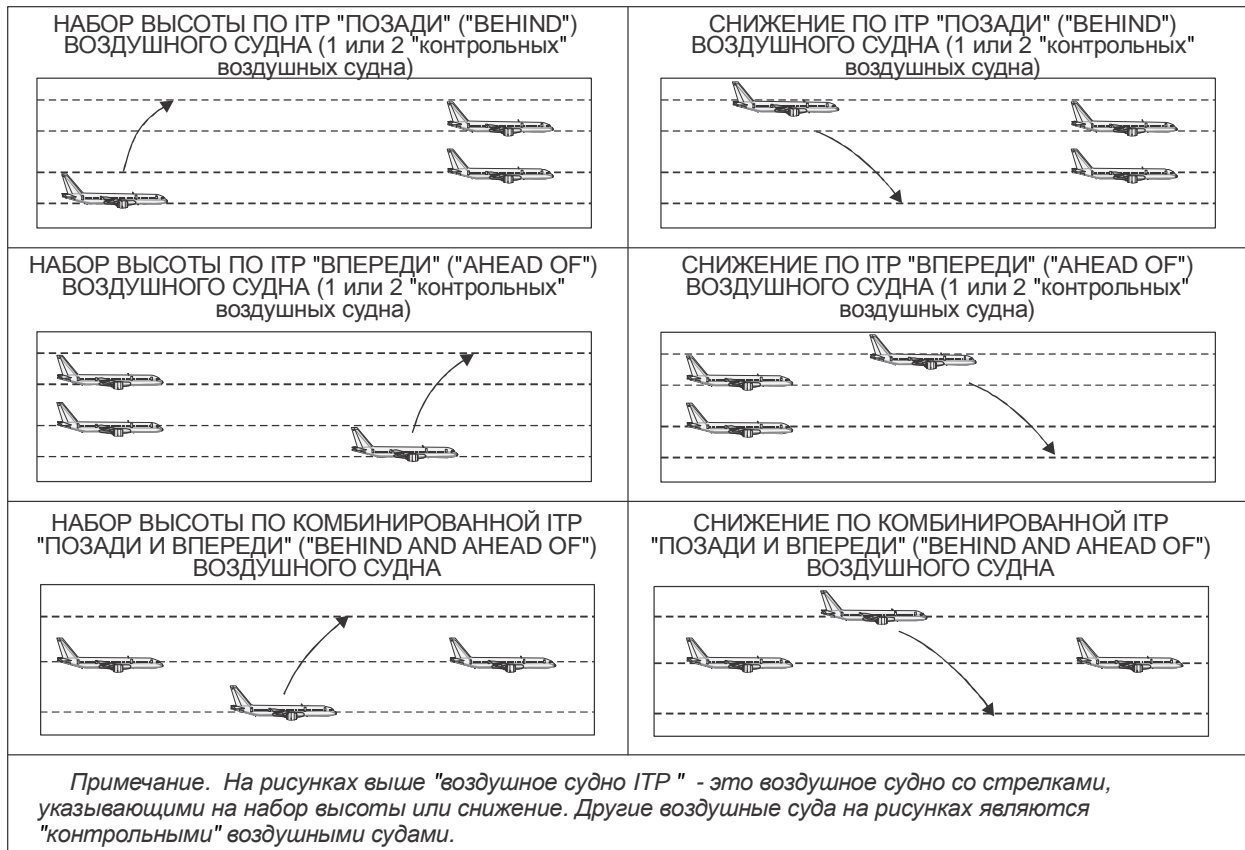 НАБОР ВЫСОТЫ ПО ITP "ПОЗАДИ" ("BEHIND")
ВОЗДУШНОГО СУДНА (1 или 2 "контрольных"
воздушных судна)
СНИЖЕНИЕ ПО ITP "ПОЗАДИ" ("BEHIND")
ВОЗДУШНОГО СУДНА (1 или 2 "контрольных"
воздушных судна)
НАБОР ВЫСОТЫ ПО ITP "ВПЕРЕДИ" ("AHEAD OF")
ВОЗДУШНОГО СУДНА (1 или 2 "контрольных"
воздушных судна)
СНИЖЕНИЕ ПО ITP "ВПЕРЕДИ" ("AHEAD OF")
ВОЗДУШНОГО СУДНА (1 или 2 "контрольных"
воздушных судна)
НАБОР ВЫСОТЫ ПО КОМБИНИРОВАННОЙ ITP
"ПОЗАДИ И ВПЕРЕДИ" ("BEHIND AND AHEAD OF")
ВОЗДУШНОГО СУДНА
СНИЖЕНИЕ ПО КОМБИНИРОВАННОЙ ITP
"ПОЗАДИ И ВПЕРЕДИ" ("BEHIND AND AHEAD OF")
ВОЗДУШНОГО СУДНА
Примечание. На рисунках выше "воздушное судно ITP " - это воздушное судно со стрелками,
указывающими на набор высоты или снижение. Другие воздушные суда на рисунках являются
"контрольными" воздушными судами.